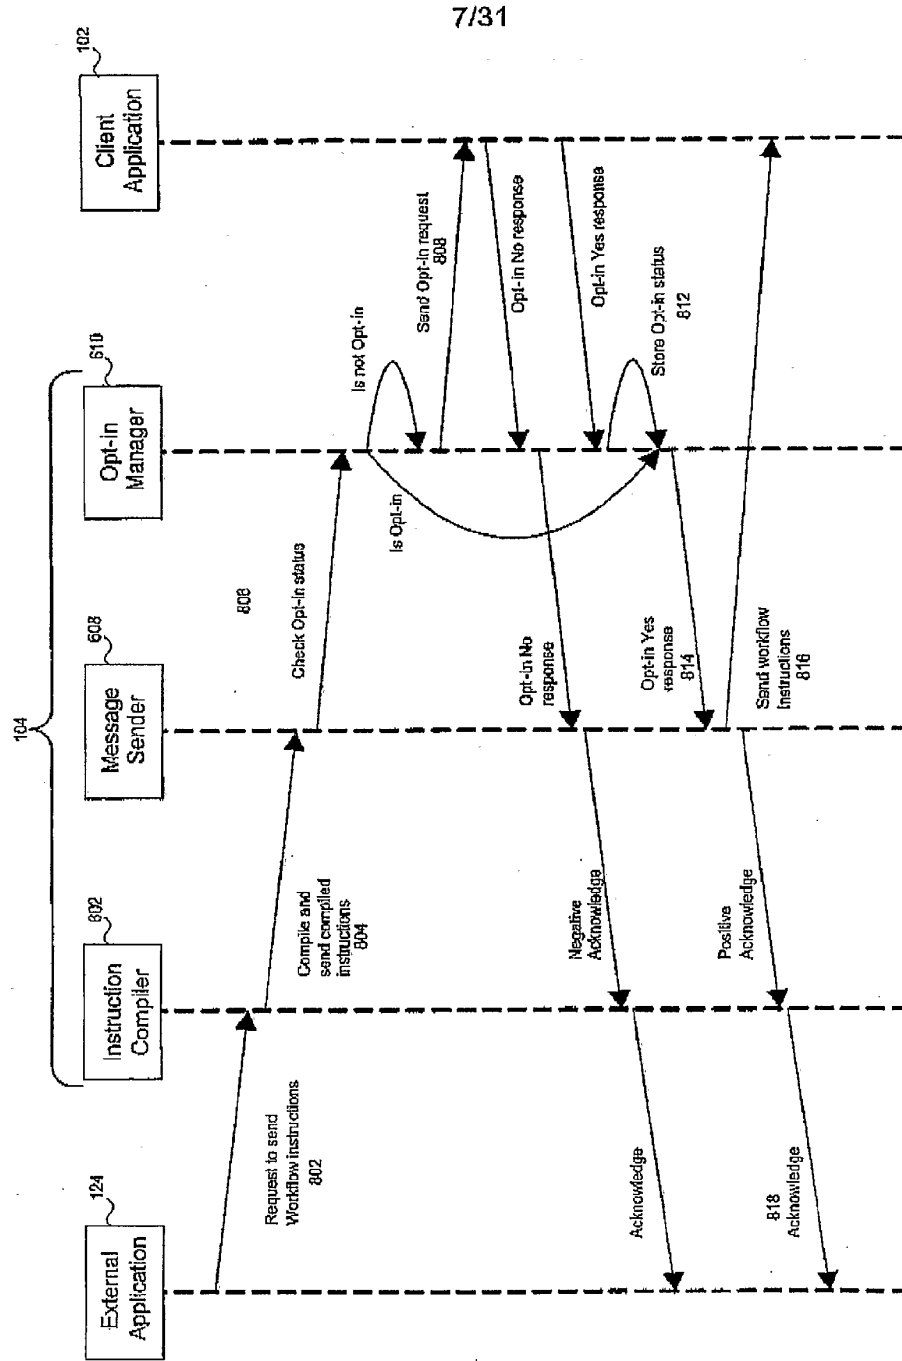 7/31
104
External
Application
124
Instruction
Compiler
602
Message
Sender
608
Opt-in
Manager
610
Client
Application
102
Request to send
Workflow instructions
802
Compile and
send compiled
instructions
804
Check Opt-in status
808
Is not Opt-in
Is Opt-in
Send Opt-in request
808
Opt-in No response
Opt-in No
response
Negative
Acknowledge
Acknowledge
Opt-in Yes response
Store Opt-in status
812
Opt-in Yes
response
814
Send workflow
Instructions
816
Positive
Acknowledge
818
Acknowledge